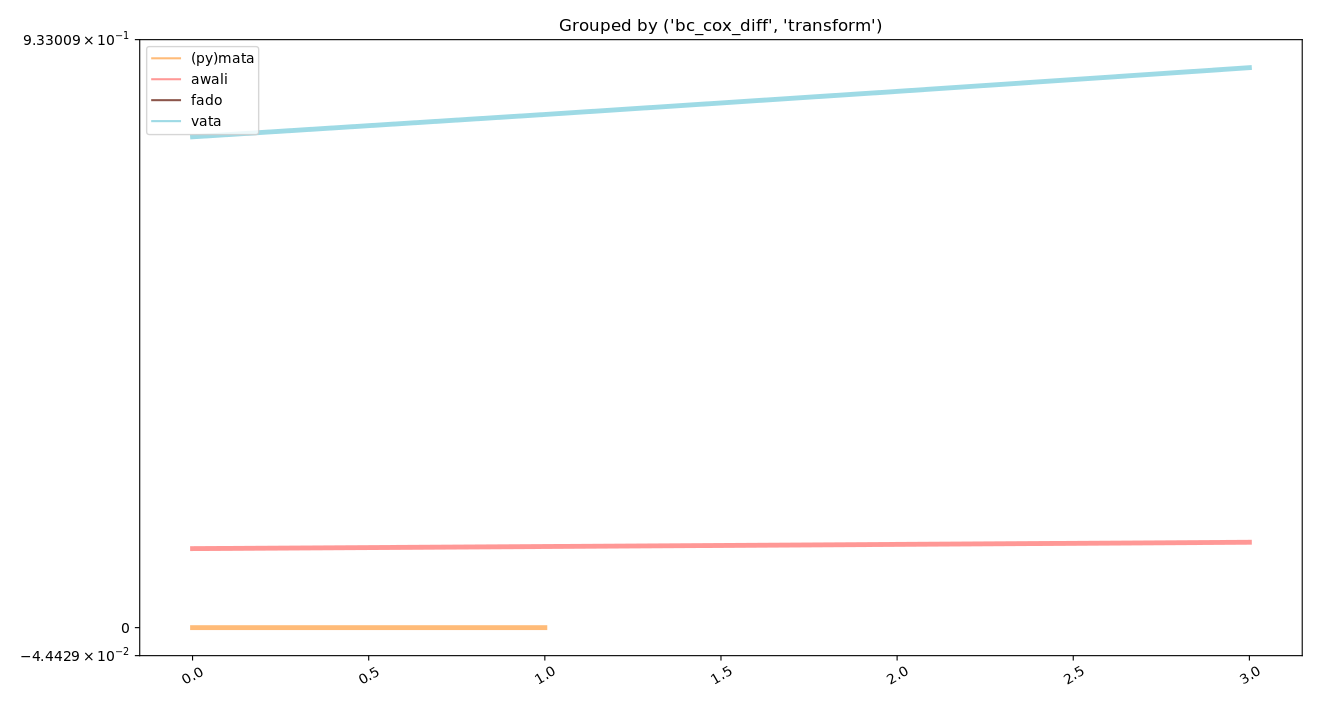 Grouped by ('bc_cox_diff', 'transform')
9.33009 × 10⁻¹
(py)mata
awali
fado
vata
0
−4.4429 × 10⁻²
0.0 0.5 1.0 1.5 2.0 2.5 3.0